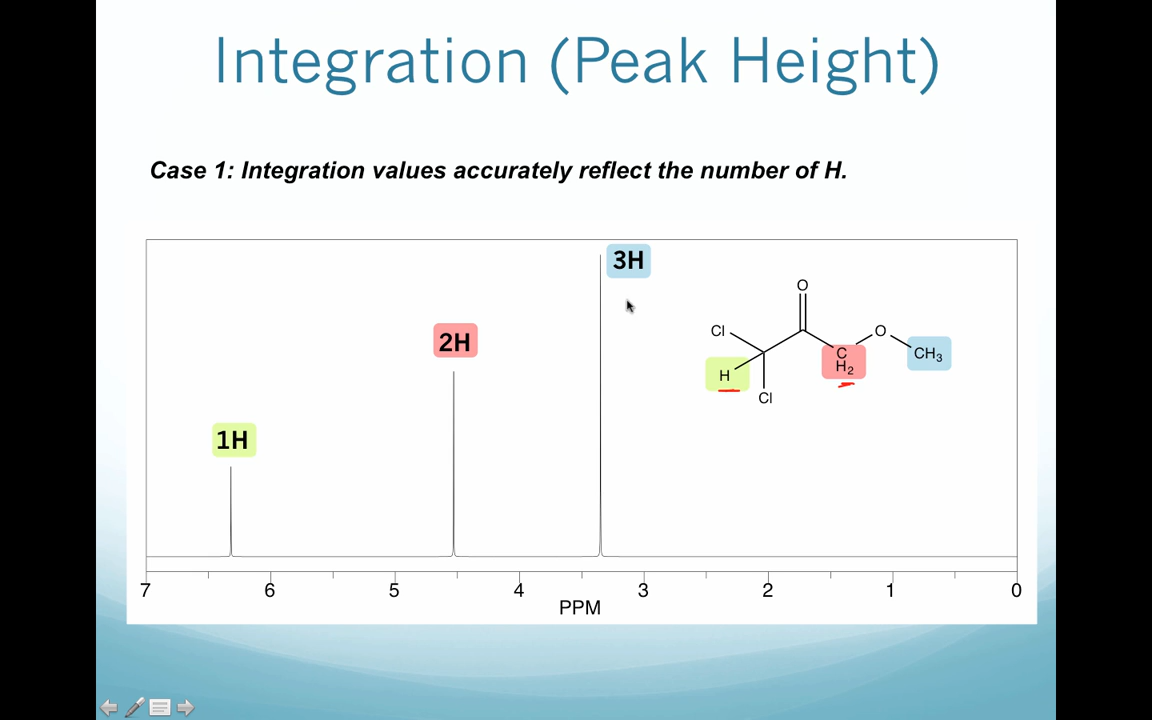 Integration (Peak Height)
Case 1: Integration values accurately reflect the number of H.
3H
2H
1H
O
Cl
O
C
H2
CH3
H
Cl
7 6 5 4 3 2 1 0
PPM